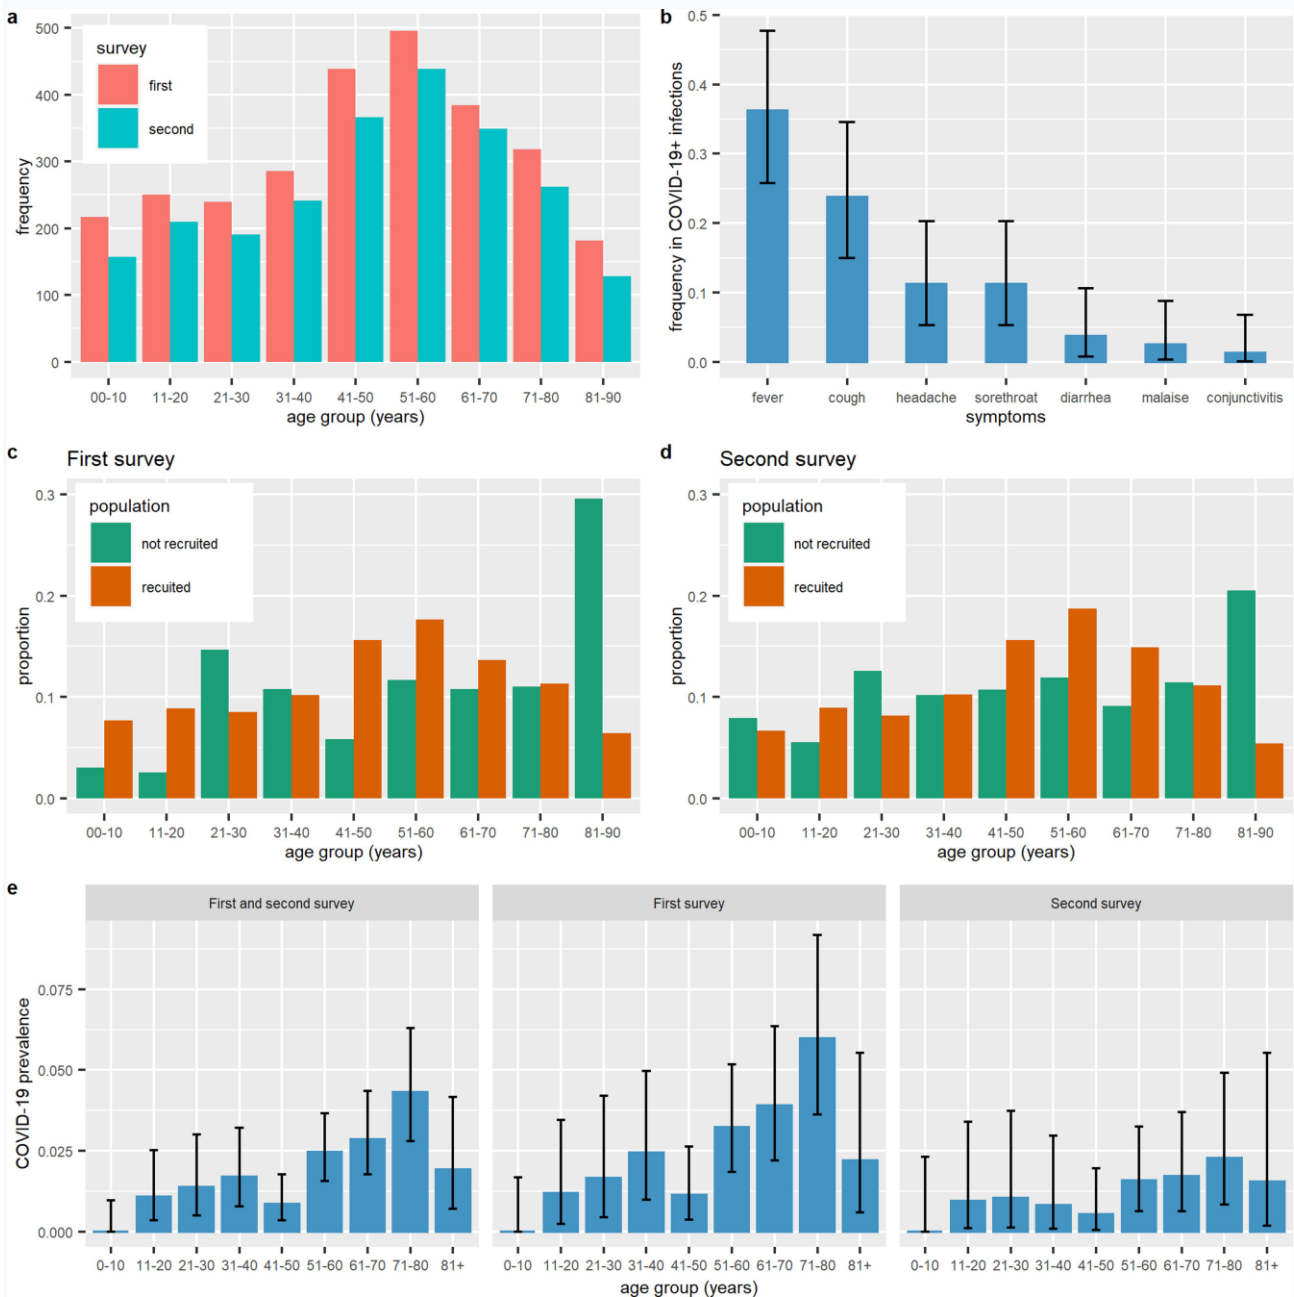 a
survey
first
second
frequency
500
400
300
200
100
0
00-10 11-20 21-30 31-40 41-50 51-60 61-70 71-80 81-90
age group (years)
b
frequency in COVID-19+ infections
0.5
0.4
0.3
0.2
0.1
0.0
fever cough headache sorethroat diarrhea malaise conjunctivitis
symptoms
c
First survey
population
not recruited
recuited
proportion
0.3
0.2
0.1
0.0
00-10 11-20 21-30 31-40 41-50 51-60 61-70 71-80 81-90
age group (years)
d
Second survey
population
not recruited
recuited
proportion
0.3
0.2
0.1
0.0
00-10 11-20 21-30 31-40 41-50 51-60 61-70 71-80 81-90
age group (years)
e
First and second survey
First survey
Second survey
COVID-19 prevalence
0.075
0.050
0.025
0.000
0-10 11-20 21-30 31-40 41-50 51-60 61-70 71-80 81+
0-10 11-20 21-30 31-40 41-50 51-60 61-70 71-80 81+
0-10 11-20 21-30 31-40 41-50 51-60 61-70 71-80 81+
age group (years)